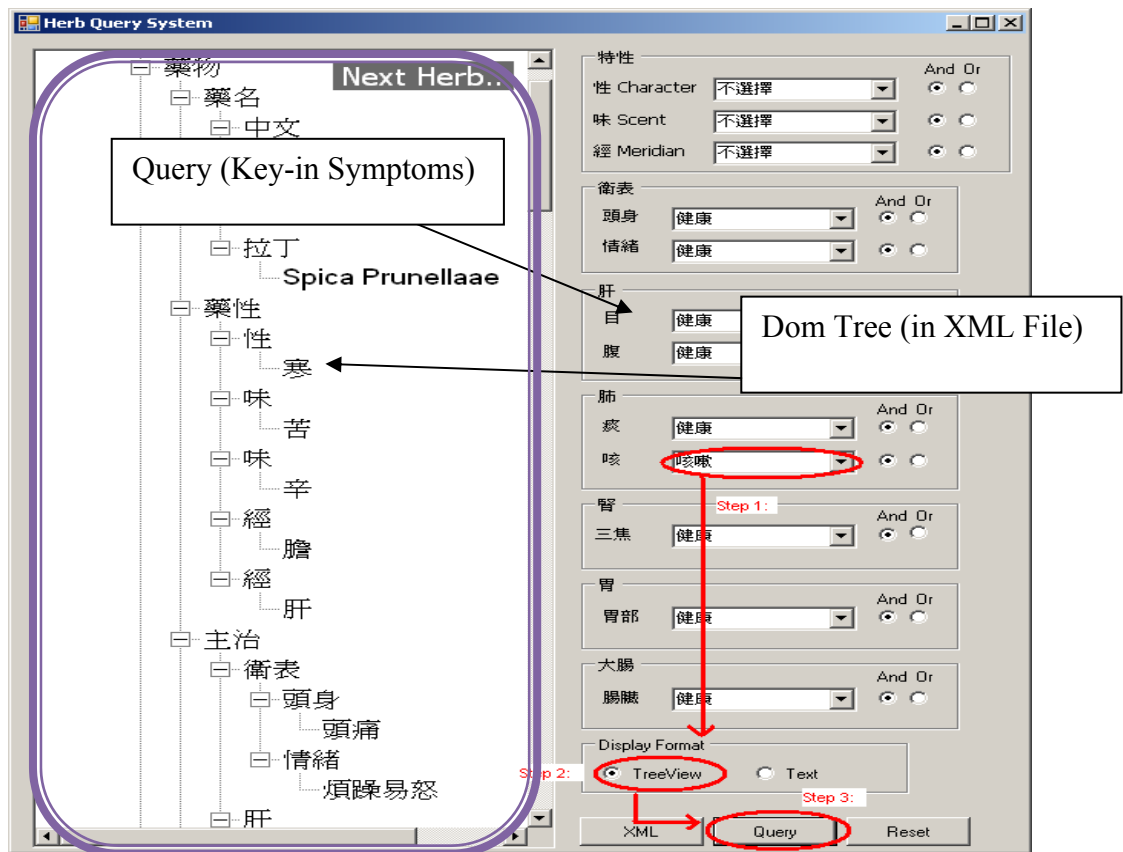 Herb Query System
藥物
Next Herb..
藥名
中文
Query (Key-in Symptoms)
拉丁
Spica Prunellaae
藥性
性
寒
味
苦
味
辛
經
膽
經
肝
主治
衛表
頭身
頭痛
情緒
煩躁易怒
肝
特性
And Or
性 Character 不選擇
味 Scent 不選擇
經 Meridian 不選擇
衛表
And Or
頭身 健康
情緒 健康
肝
目 健康
腹 健康
Dom Tree (in XML File)
肺
And Or
痰 健康
咳 咳嗽
腎
Step 1:
And Or
三焦 健康
胃
And Or
胃部 健康
大腸
And Or
腸臟 健康
Display Format
Step 2:
TreeView Text
Step 3:
XML Query Reset